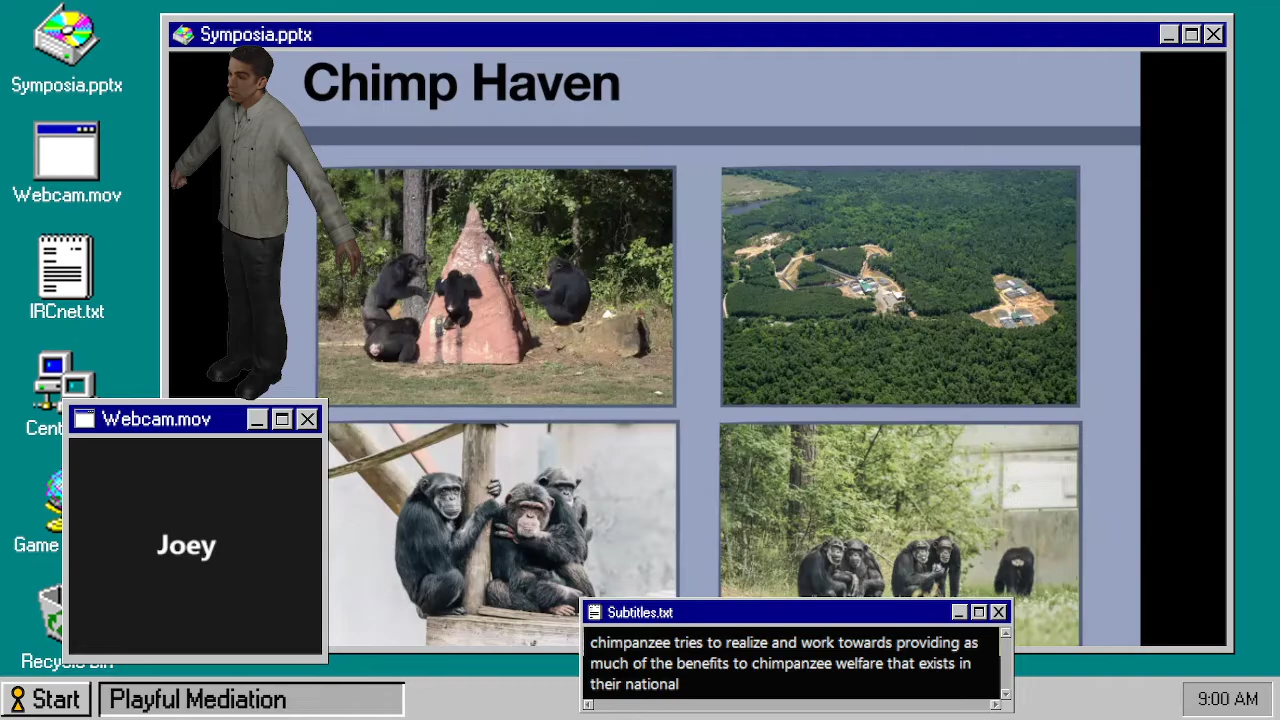 Symposia.pptx
Webcam.mov
IRCnet.txt
Cent
Game
Recycle Bin
Symposia.pptx
Chimp Haven
Webcam.mov
Joey
Subtitles.txt
chimpanzee tries to realize and work towards providing as
much of the benefits to chimpanzee welfare that exists in
their national
Start
Playful Mediation
9:00 AM